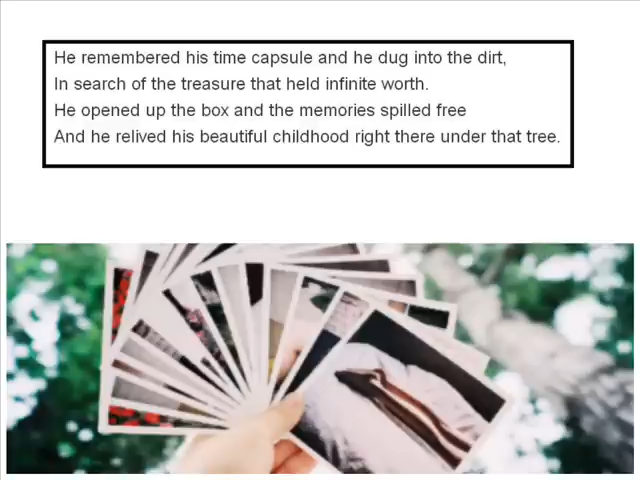 He remembered his time capsule and he dug into the dirt,
In search of the treasure that held infinite worth.
He opened up the box and the memories spilled free
And he relived his beautiful childhood right there under that tree.